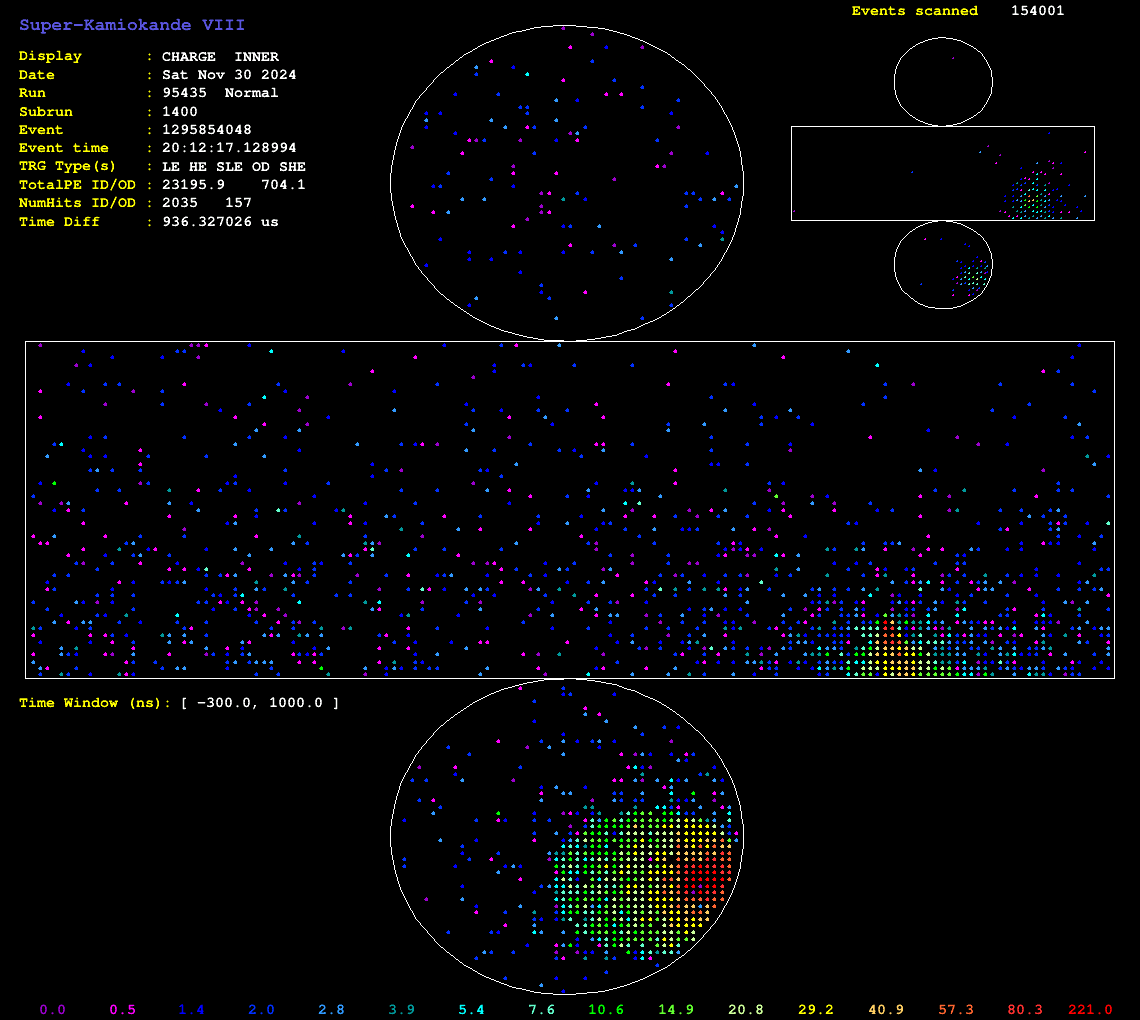 Super-Kamiokande VIII
Events scanned 154001
Display : CHARGE INNER
Date : Sat Nov 30 2024
Run : 95435 Normal
Subrun : 1400
Event : 1295854048
Event time : 20:12:17.128994
TRG Type(s) : LE HE SLE OD SHE
TotalPE ID/OD : 23195.9 704.1
NumHits ID/OD : 2035 157
Time Diff : 936.327026 us
Time Window (ns): [ -300.0, 1000.0 ]
0.0 0.5 1.4 2.0 2.8 3.9 5.4 7.6 10.6 14.9 20.8 29.2 40.9 57.3 80.3 221.0